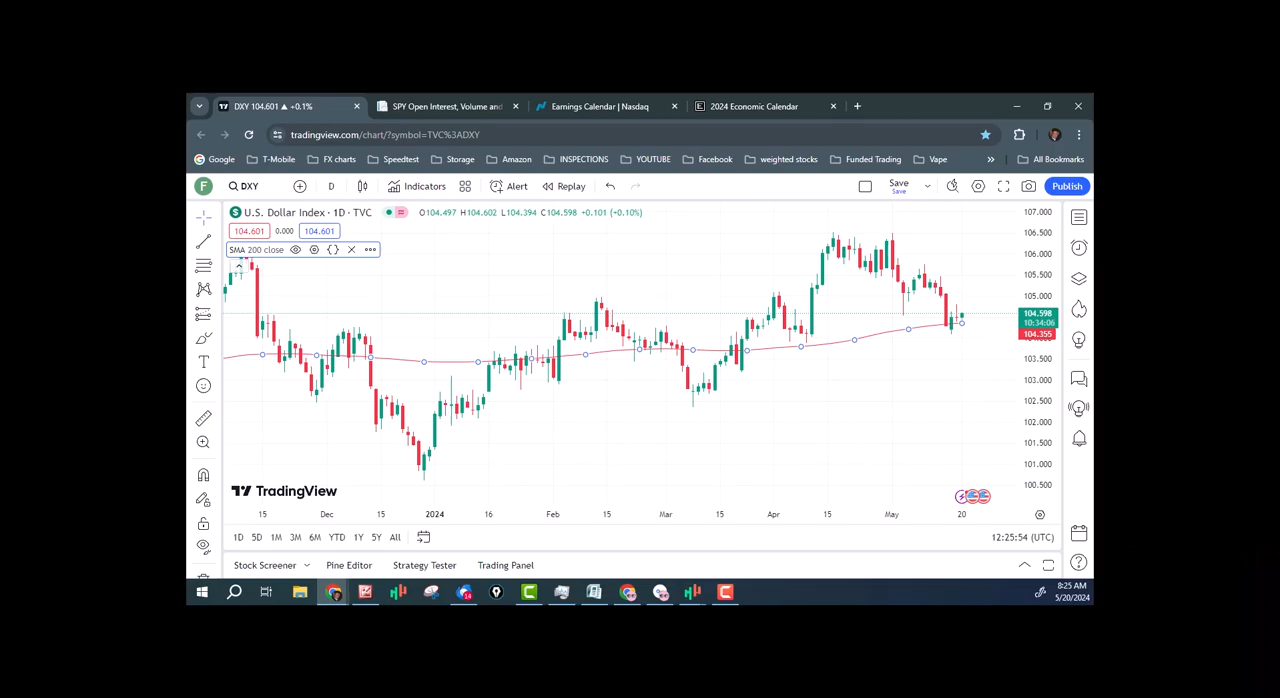 DXY 104.601 ▲ +0.1%
SPY Open Interest, Volume and
Earnings Calendar | Nasdaq
2024 Economic Calendar
tradingview.com/chart/?symbol=TVC%3ADXY
Google T-Mobile FX charts Speedtest Storage Amazon INSPECTIONS YOUTUBE Facebook weighted stocks Funded Trading Vape » All Bookmarks
F DXY D Indicators Alert Replay Save Publish
Save
U.S. Dollar Index · 1D · TVC O104.497 H104.602 L104.394 C104.598 +0.101 (+0.10%)
104.601 0.000 104.601
SMA 200 close
107.000
106.500
106.000
105.500
105.000
104.598
10:34:06
104.355
103.500
103.000
102.500
102.000
101.500
101.000
100.500
TradingView
15 Dec 15 2024 16 Feb 15 Mar 15 Apr 15 May 20
1D 5D 1M 3M 6M YTD 1Y 5Y All 12:25:54 (UTC)
Stock Screener Pine Editor Strategy Tester Trading Panel
14
8:25 AM
5/20/2024